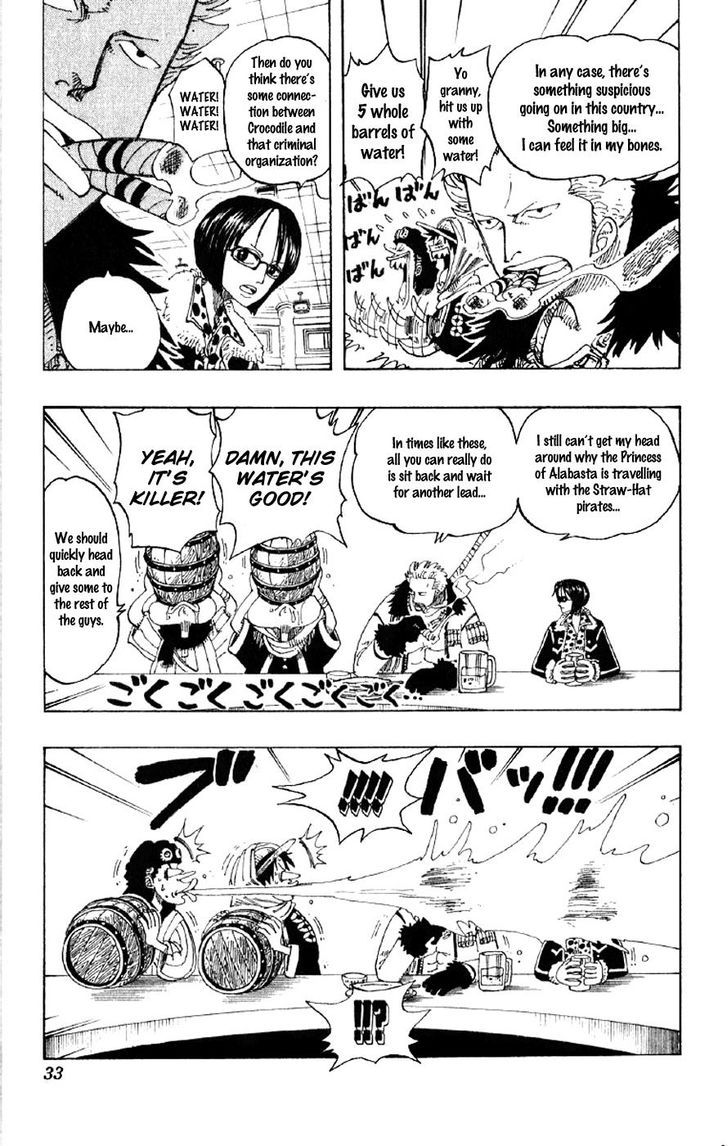 In any case, there's
something suspicious
going on in this country...
Something big...
I can feel it in my bones.
Yo
granny,
hit us up
with
some
water!
Give us
5 whole
barrels of
water!
ばん
ばん
ばん
ばん
Then do you
think there's
some connec-
tion between
Crocodile and
that criminal
organization?
WATER!
WATER!
WATER!
Maybe...
I still can't get my head
around why the Princess
of Alabasta is travelling
with the Straw-Hat
pirates...
In times like these,
all you can really do
is sit back and wait
for another lead...
DAMN, THIS
WATER'S
GOOD!
YEAH,
IT'S
KILLER!
We should
quickly head
back and
give some to
the rest of
the guys.
ごくごくごくごくごく...
ブバッ!!!
!!!!!
!!?
33